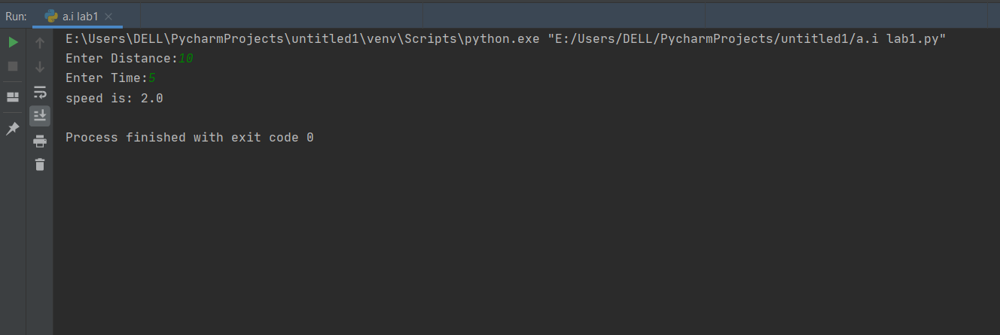 Run: a.i lab1
E:\Users\DELL\PycharmProjects\untitled1\venv\Scripts\python.exe "E:/Users/DELL/PycharmProjects/untitled1/a.i lab1.py"
Enter Distance:10
Enter Time:5
speed is: 2.0
Process finished with exit code 0